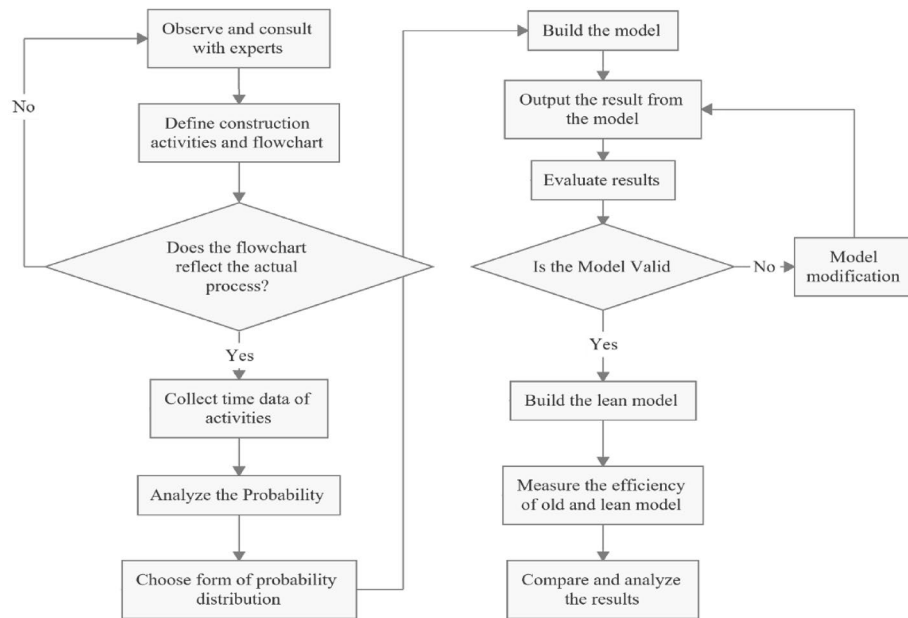 Observe and consult
with experts
No
Define construction
activities and flowchart
Does the flowchart
reflect the actual
process?
Yes
Collect time data of
activities
Analyze the Probability
Choose form of probability
distribution
Build the model
Output the result from
the model
Evaluate results
Is the Model Valid
No
Model
modification
Yes
Build the lean model
Measure the efficiency
of old and lean model
Compare and analyze
the results